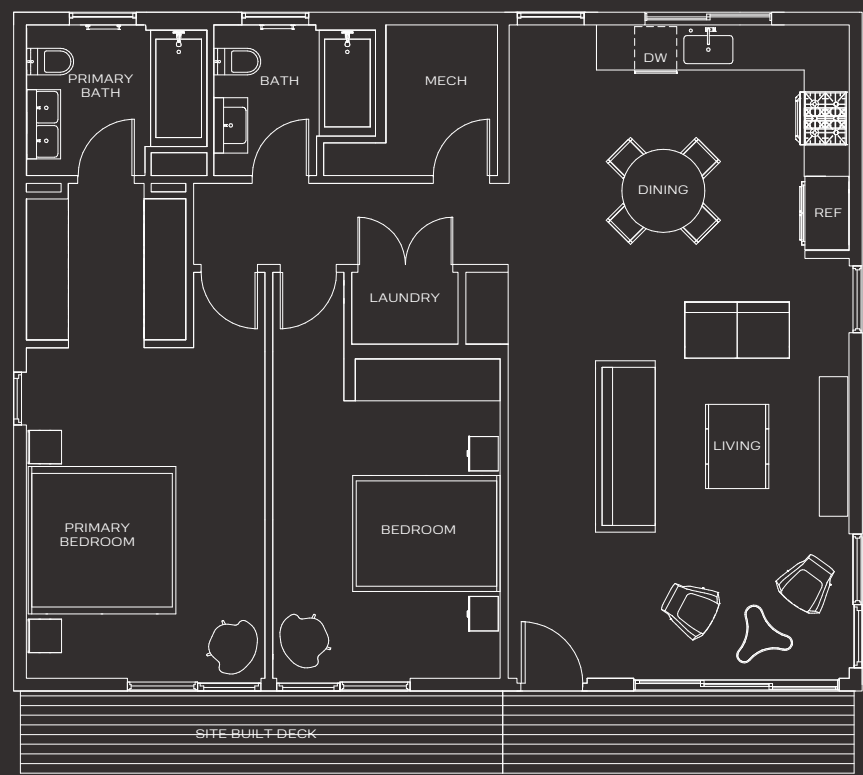 PRIMARY
BATH
BATH
MECH
DW
DINING
REF
LAUNDRY
LIVING
PRIMARY
BEDROOM
BEDROOM
SITE BUILT DECK